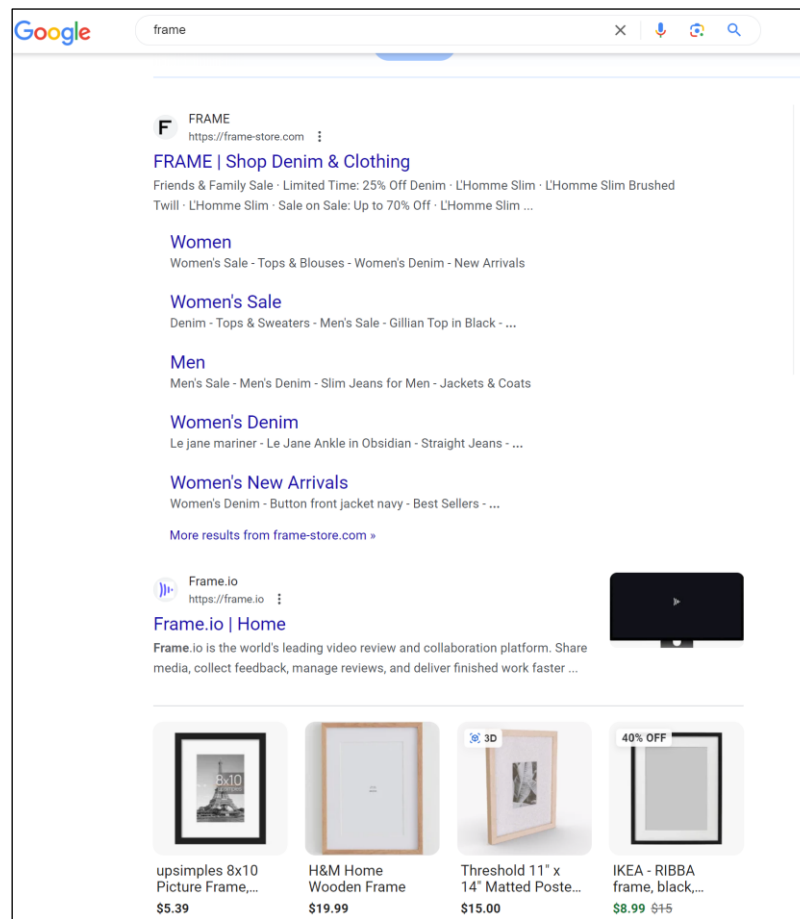 Google
frame
FRAME
https://frame-store.com
FRAME | Shop Denim & Clothing
Friends & Family Sale · Limited Time: 25% Off Denim · L'Homme Slim · L'Homme Slim Brushed
Twill · L'Homme Slim · Sale on Sale: Up to 70% Off · L'Homme Slim ...
Women
Women's Sale - Tops & Blouses - Women's Denim - New Arrivals
Women's Sale
Denim - Tops & Sweaters - Men's Sale - Gillian Top in Black - ...
Men
Men's Sale - Men's Denim - Slim Jeans for Men - Jackets & Coats
Women's Denim
Le jane mariner - Le Jane Ankle in Obsidian - Straight Jeans - ...
Women's New Arrivals
Women's Denim - Button front jacket navy - Best Sellers - ...
More results from frame-store.com »
Frame.io
https://frame.io
Frame.io | Home
Frame.io is the world's leading video review and collaboration platform. Share
media, collect feedback, manage reviews, and deliver finished work faster ...
8x10
3D
40% OFF
upsimples 8x10
Picture Frame,...
$5.39
H&M Home
Wooden Frame
$19.99
Threshold 11" x
14" Matted Poste...
$15.00
IKEA - RIBBA
frame, black,...
$8.99 $15